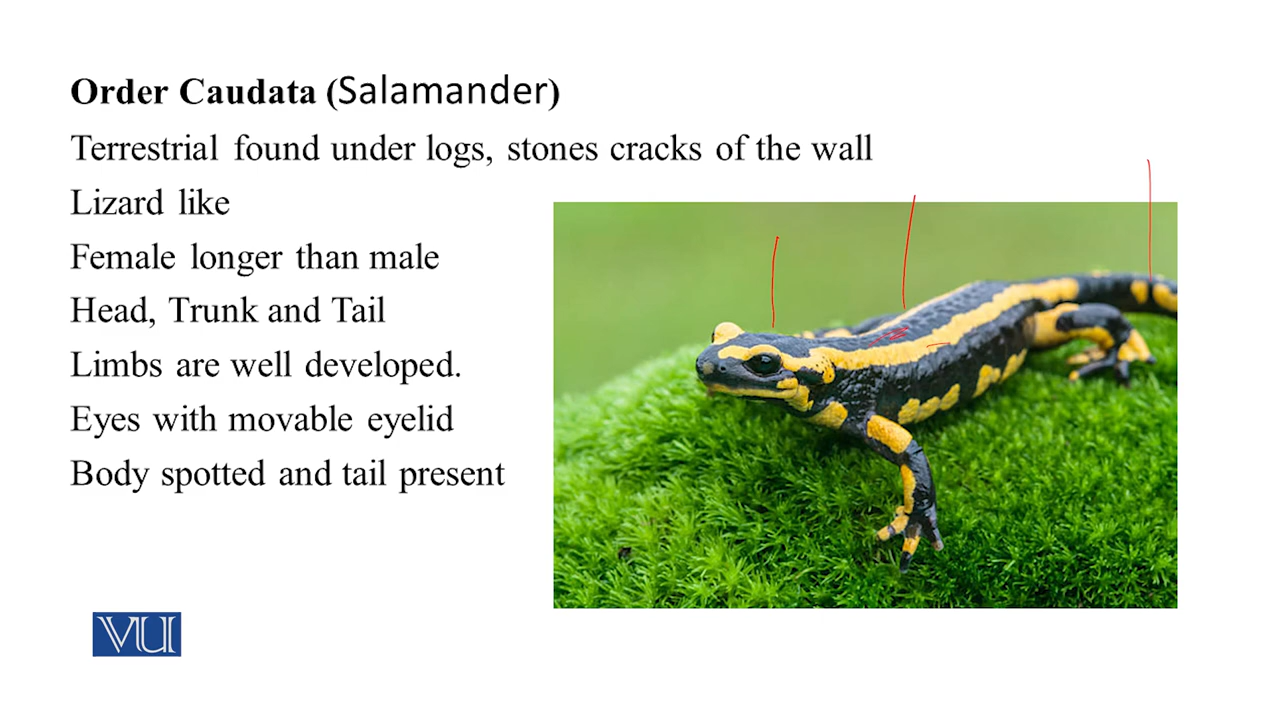 Order Caudata (Salamander)
Terrestrial found under logs, stones cracks of the wall
Lizard like
Female longer than male
Head, Trunk and Tail
Limbs are well developed.
Eyes with movable eyelid
Body spotted and tail present
VU